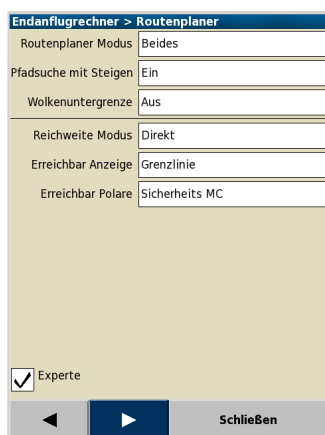 Endanflugrechner > Routenplaner
Routenplaner Modus Beides
Pfadsuche mit Steigen Ein
Wolkenuntergrenze Aus
Reichweite Modus Direkt
Erreichbar Anzeige Grenzlinie
Erreichbar Polare Sicherheits MC
Experte
Schließen